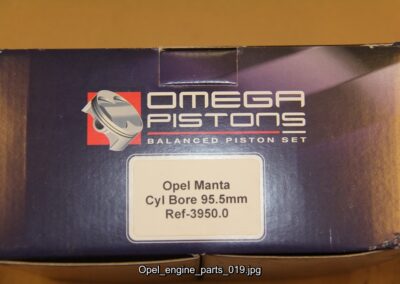 OMEGA
PISTONS
BALANCED PISTON SET
Opel Manta
Cyl Bore 95.5mm
Ref-3950.0
Opel_engine_parts_019.jpg